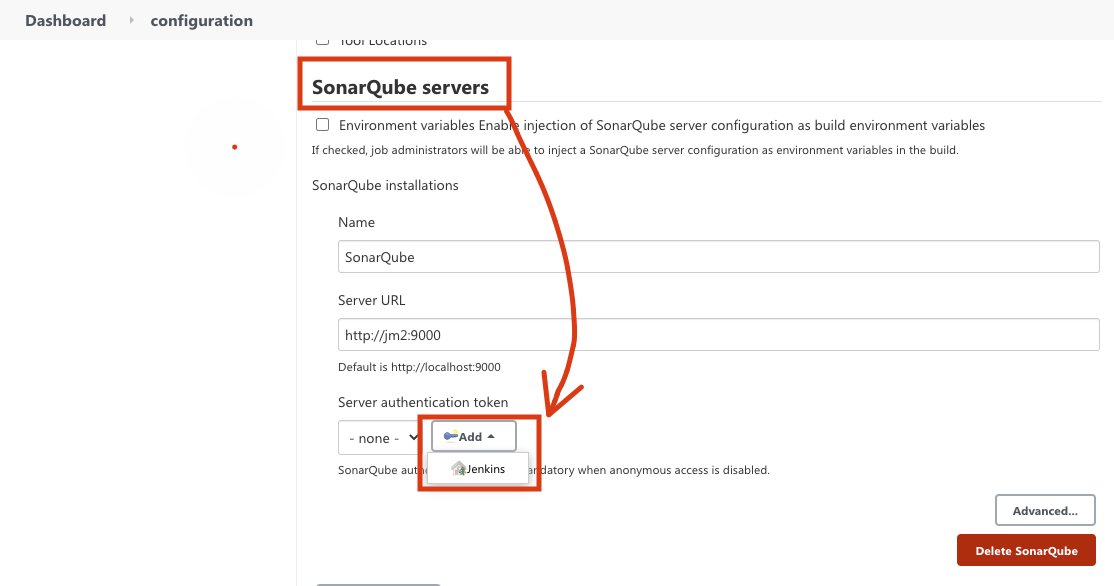 Dashboard configuration
Tool Locations
SonarQube servers
Environment variables Enable injection of SonarQube server configuration as build environment variables
If checked, job administrators will be able to inject a SonarQube server configuration as environment variables in the build.
SonarQube installations
Name
SonarQube
Server URL
http://jm2:9000
Default is http://localhost:9000
Server authentication token
- none - Add
Jenkins
SonarQube auth ndatory when anonymous access is disabled.
Advanced...
Delete SonarQube